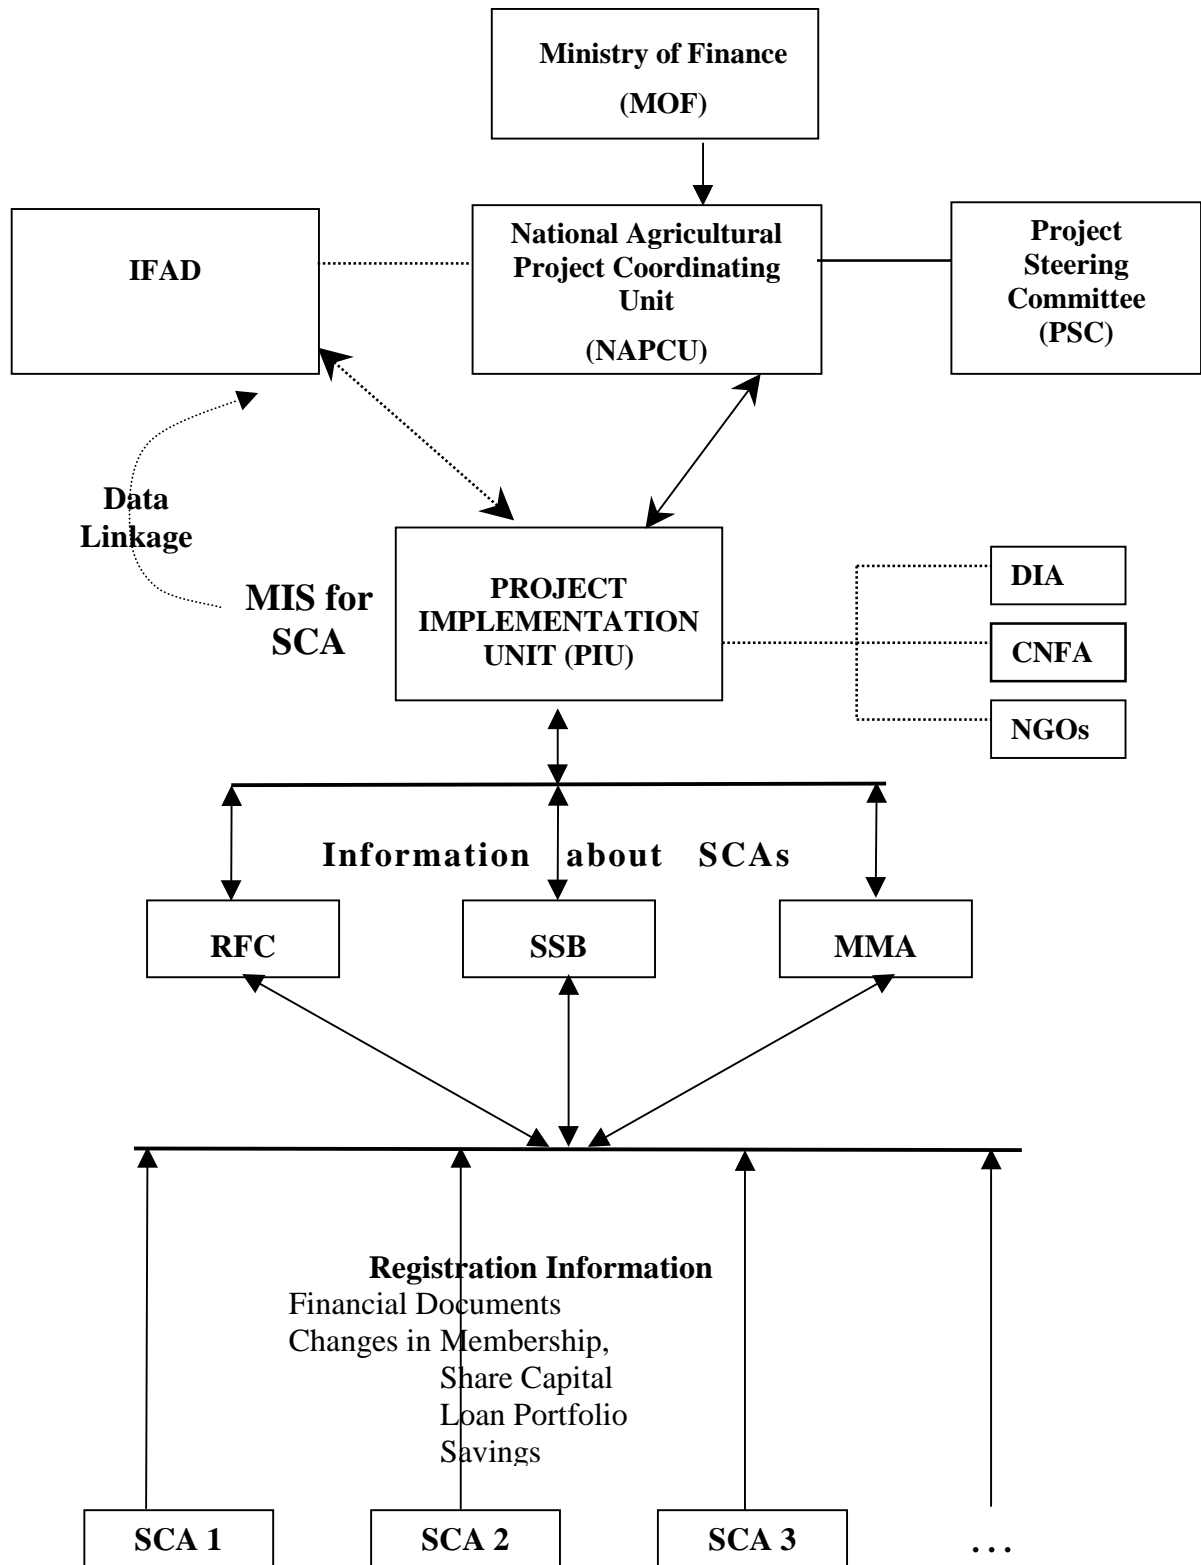 Ministry of Finance
(MOF)
IFAD
National Agricultural
Project Coordinating
Unit
(NAPCU)
Project
Steering
Committee
(PSC)
Data
Linkage
MIS for
SCA
PROJECT
IMPLEMENTATION
UNIT (PIU)
DIA
CNFA
NGOs
Information about SCAs
RFC
SSB
MMA
Registration Information
Financial Documents
Changes in Membership,
Share Capital
Loan Portfolio
Savings
SCA 1
SCA 2
SCA 3
...